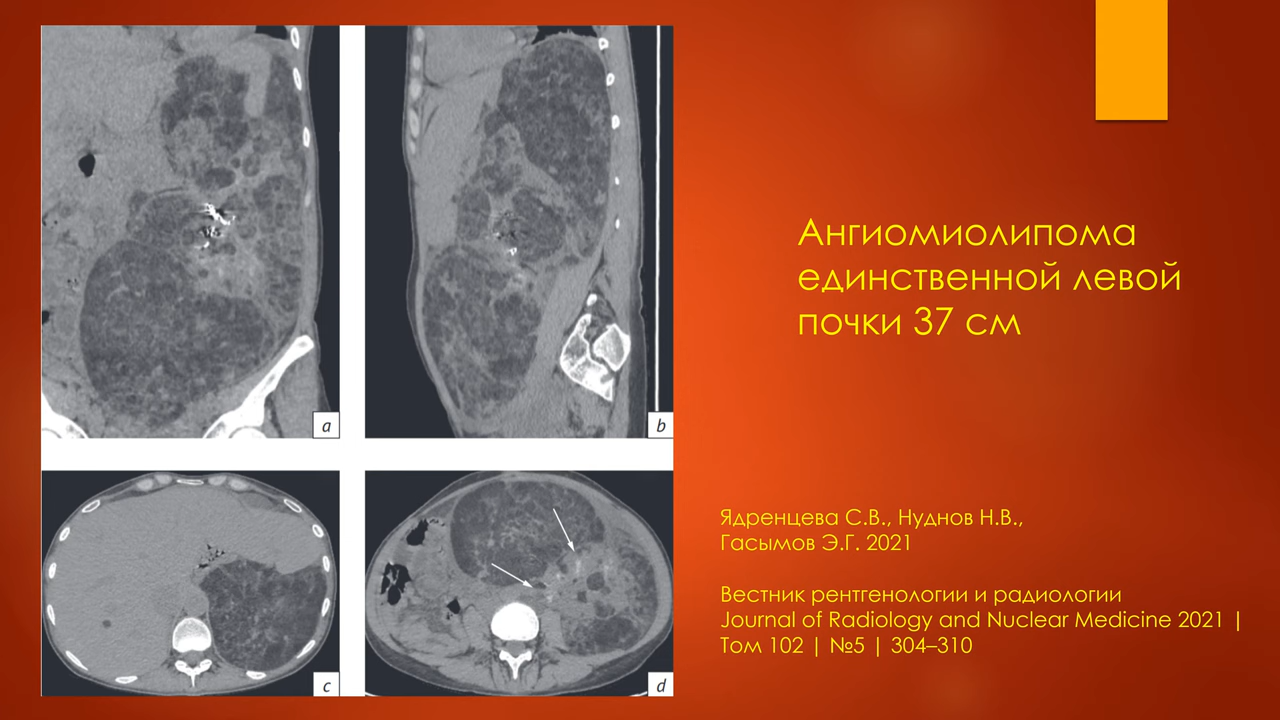 a
b
c
d
Ангиомиолипома
единственной левой
почки 37 см
Ядренцева С.В., Нуднов Н.В.,
Гасымов Э.Г. 2021
Вестник рентгенологии и радиологии
Journal of Radiology and Nuclear Medicine 2021 |
Том 102 | №5 | 304–310